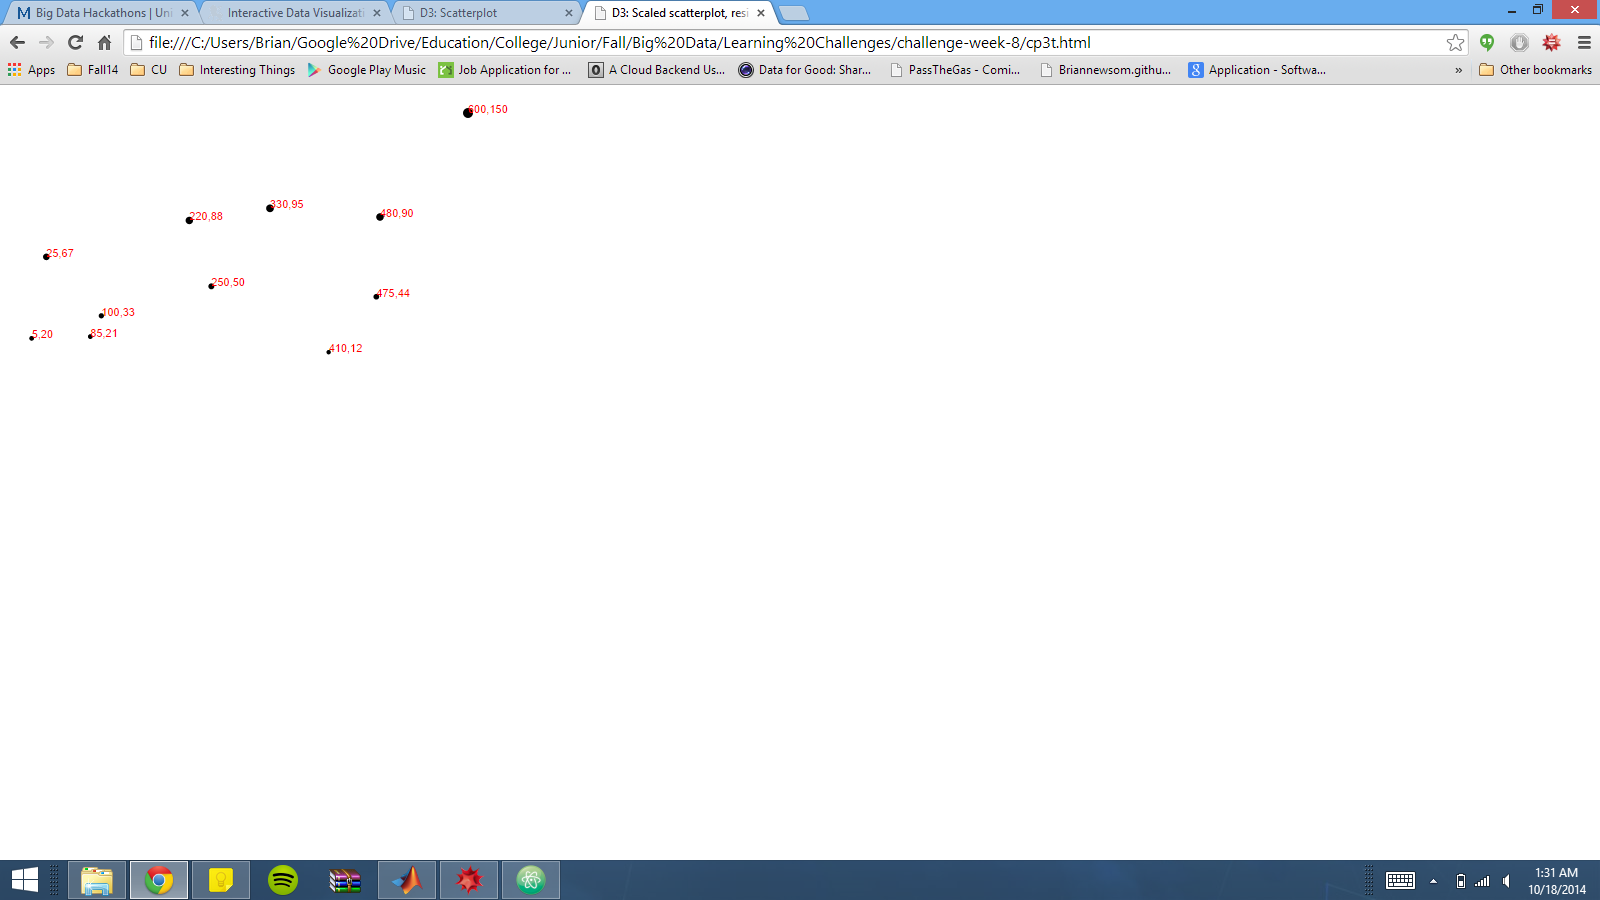 Big Data Hackathons | Uni
Interactive Data Visualizati
D3: Scatterplot
D3: Scaled scatterplot, resi
file:///C:/Users/Brian/Google%20Drive/Education/College/Junior/Fall/Big%20Data/Learning%20Challenges/challenge-week-8/cp3t.html
Apps
Fall14
CU
Interesting Things
Google Play Music
Job Application for ...
A Cloud Backend Us...
Data for Good: Shar...
PassTheGas - Comi...
Briannewsom.githu...
Application - Softwa...
»
Other bookmarks
600,150
330,95
480,90
220,88
25,67
250,50
475,44
100,33
85,21
5,20
410,12
1:31 AM
10/18/2014